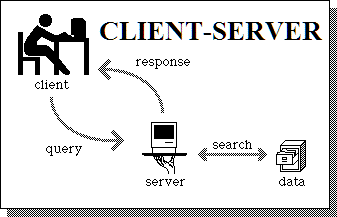 CLIENT-SERVER
response
client
query
search
server
data